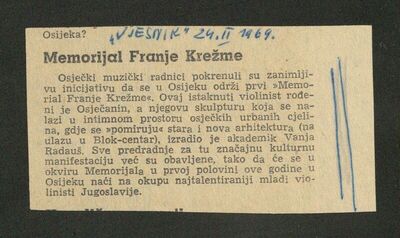 Osijeka?
„VJESNIK" 24. II 1969.
Memorijal Franje Krežme
Osječki muzički radnici pokrenuli su zanimlji-
vu inicijativu da se u Osijeku održi prvi »Memo-
rijal Franje Krežme«. Ovaj istaknuti violinist rođe-
ni je Osječanin, a njegovu skulpturu koja se na-
lazi u intimnom prostoru osječkih urbanih cjeli-
na, gdje se »pomiruju« stara i nova arhitektura (na
ulazu u Blok-centar), izradio je akademik Vanja
Radauš. Sve predradnje za tu značajnu kulturnu
manifestaciju već su obavljene, tako da će se u
okviru Memorijala u prvoj polovini ove godine u
Osijeku naći na okupu najtalentiraniji mladi vio-
linisti Jugoslavije.